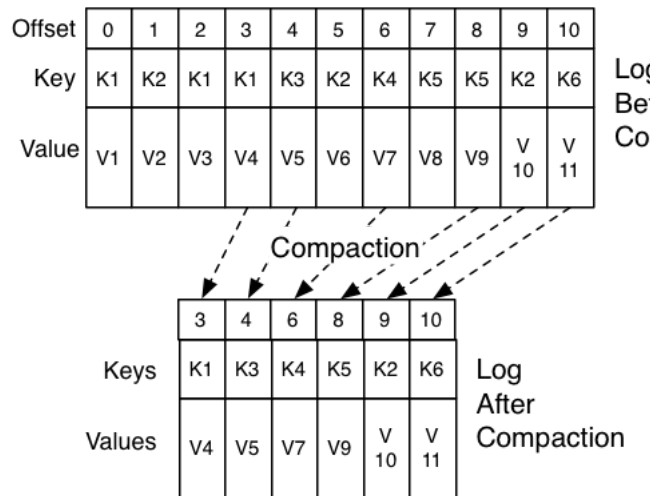 Offset 0 1 2 3 4 5 6 7 8 9 10
Key K1 K2 K1 K1 K3 K2 K4 K5 K5 K2 K6
Value V1 V2 V3 V4 V5 V6 V7 V8 V9 V 10 V 11
Compaction
3 4 6 8 9 10
Keys K1 K3 K4 K5 K2 K6
Values V4 V5 V7 V9 V 10 V 11
Log
After
Compaction